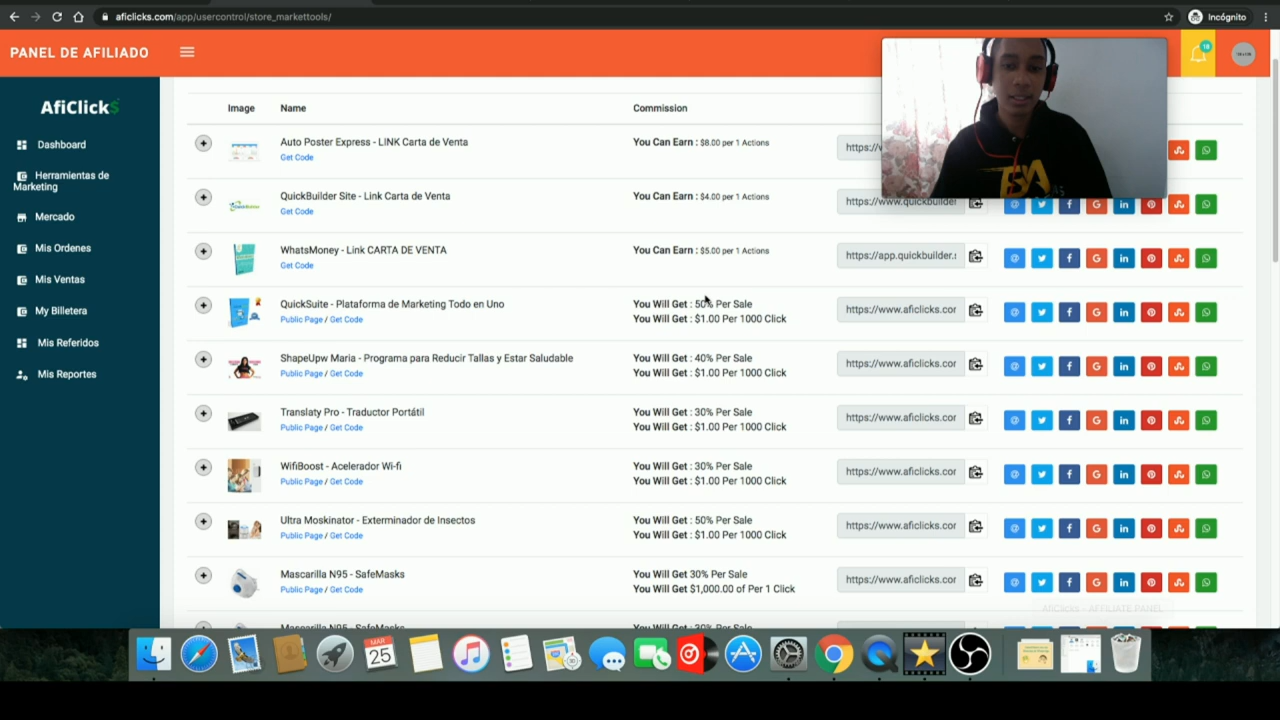 aficlicks.com/app/usercontrol/store_markettools/
Incógnito
PANEL DE AFILIADO
18
AfiClick$
Dashboard
Herramientas de
Marketing
Mercado
Mis Ordenes
Mis Ventas
My Billetera
Mis Referidos
Mis Reportes
Image Name Commission
Auto Poster Express - LINK Carta de Venta You Can Earn : $8.00 per 1 Actions
Get Code
QuickBuilder Site - Link Carta de Venta You Can Earn : $4.00 per 1 Actions https://www.quickbuilder
Get Code
WhatsMoney - Link CARTA DE VENTA You Can Earn : $5.00 per 1 Actions https://app.quickbuilder.
Get Code
QuickSuite - Plataforma de Marketing Todo en Uno You Will Get : 50% Per Sale https://www.aficlicks.cor
Public Page / Get Code You Will Get : $1.00 Per 1000 Click
ShapeUpw Maria - Programa para Reducir Tallas y Estar Saludable You Will Get : 40% Per Sale https://www.aficlicks.cor
Public Page / Get Code You Will Get : $1.00 Per 1000 Click
Translaty Pro - Traductor Portátil You Will Get : 30% Per Sale https://www.aficlicks.cor
Public Page / Get Code You Will Get : $1.00 Per 1000 Click
WifiBoost - Acelerador Wi-fi You Will Get : 30% Per Sale https://www.aficlicks.cor
Public Page / Get Code You Will Get : $1.00 Per 1000 Click
Ultra Moskinator - Exterminador de Insectos You Will Get : 50% Per Sale https://www.aficlicks.cor
Public Page / Get Code You Will Get : $1.00 Per 1000 Click
Mascarilla N95 - SafeMasks You Will Get 30% Per Sale https://www.aficlicks.cor
Public Page / Get Code You Will Get $1,000.00 of Per 1 Click
AfiClicks - AFFILIATE PANEL
MAR
25